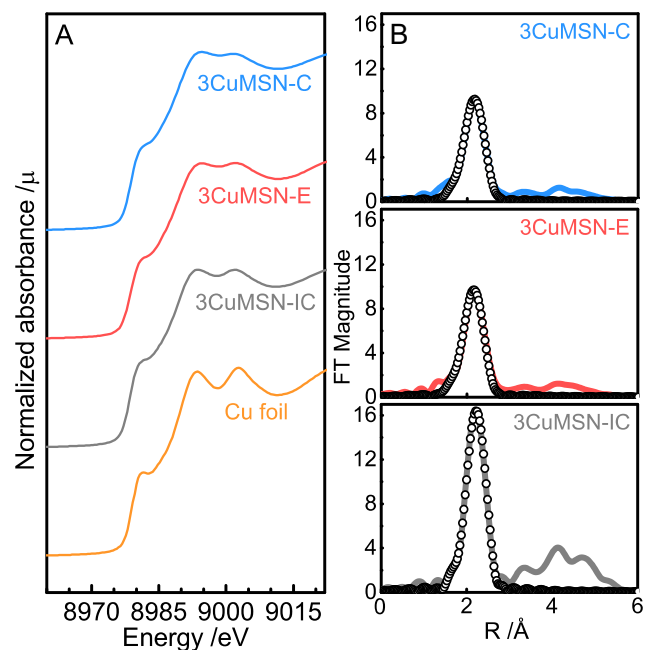 A
3CuMSN-C
3CuMSN-E
3CuMSN-IC
Cu foil
Normalized absorbance /μ
8970 8985 9000 9015
Energy /eV
B
16
12
8
4
0
3CuMSN-C
16
12
8
4
0
3CuMSN-E
16
12
8
4
0
3CuMSN-IC
FT Magnitude
0 2 4 6
R /Å